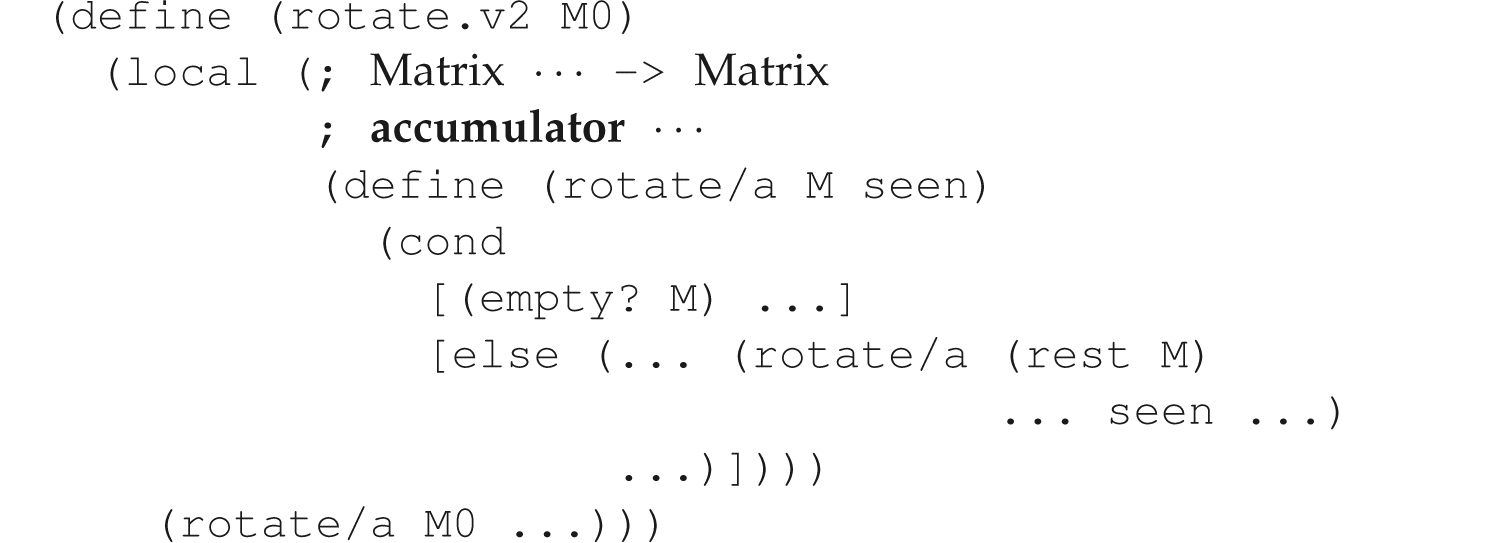 (define (rotate.v2 M0)
(local (; Matrix ··· -> Matrix
; accumulator ···
(define (rotate/a M seen)
(cond
[(empty? M) ...]
[else (... (rotate/a (rest M)
... seen ...)
...)])))
(rotate/a M0 ...)))